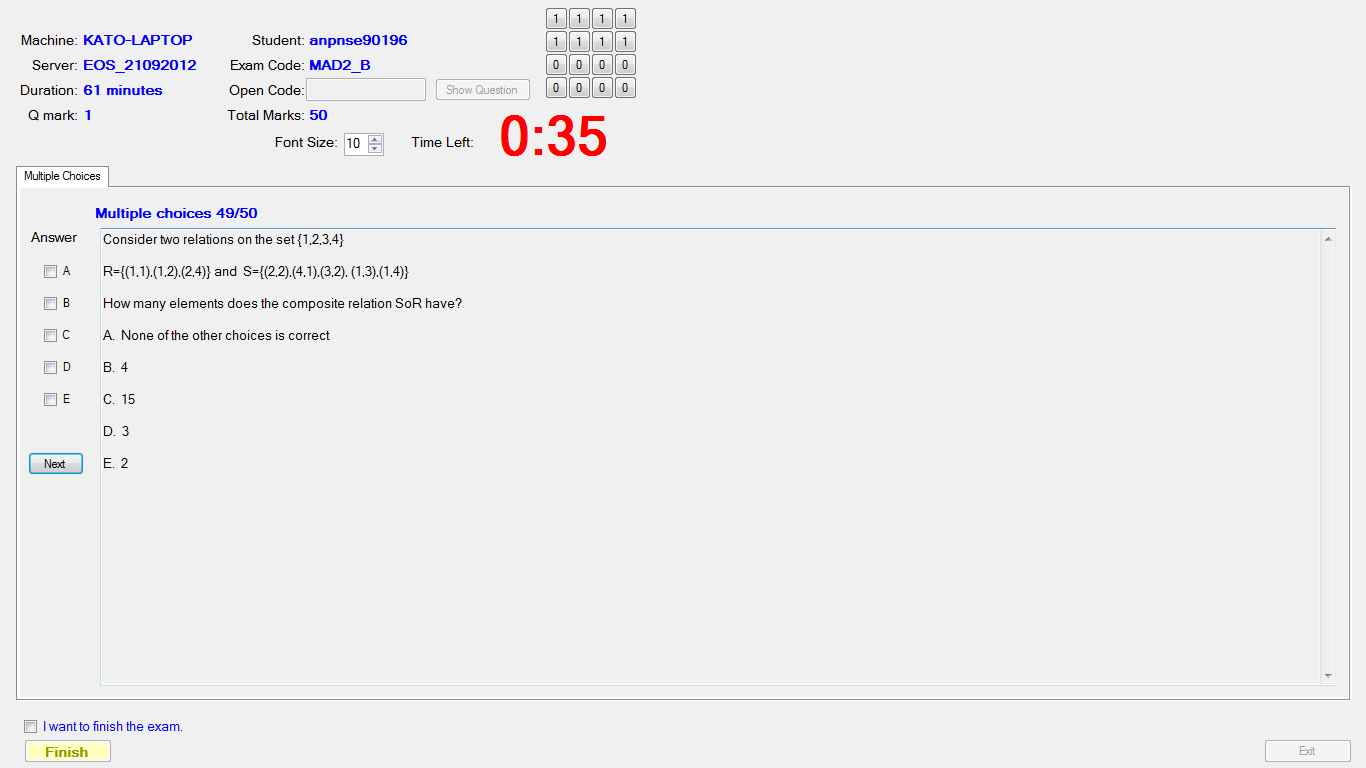 Machine: KATO-LAPTOP Student: anpnse90196
Server: EOS_21092012 Exam Code: MAD2_B
Duration: 61 minutes Open Code: Show Question
Q mark: 1 Total Marks: 50
1 1 1 1
1 1 1 1
0 0 0 0
0 0 0 0
Font Size: 10 Time Left: 0:35
Multiple Choices
Multiple choices 49/50
Answer
Consider two relations on the set {1,2,3,4}
A
R={(1,1),(1,2),(2,4)} and S={(2,2),(4,1),(3,2), (1,3),(1,4)}
B
How many elements does the composite relation SoR have?
C
A. None of the other choices is correct
D
B. 4
E
C. 15
D. 3
Next
E. 2
I want to finish the exam.
Finish
Exit